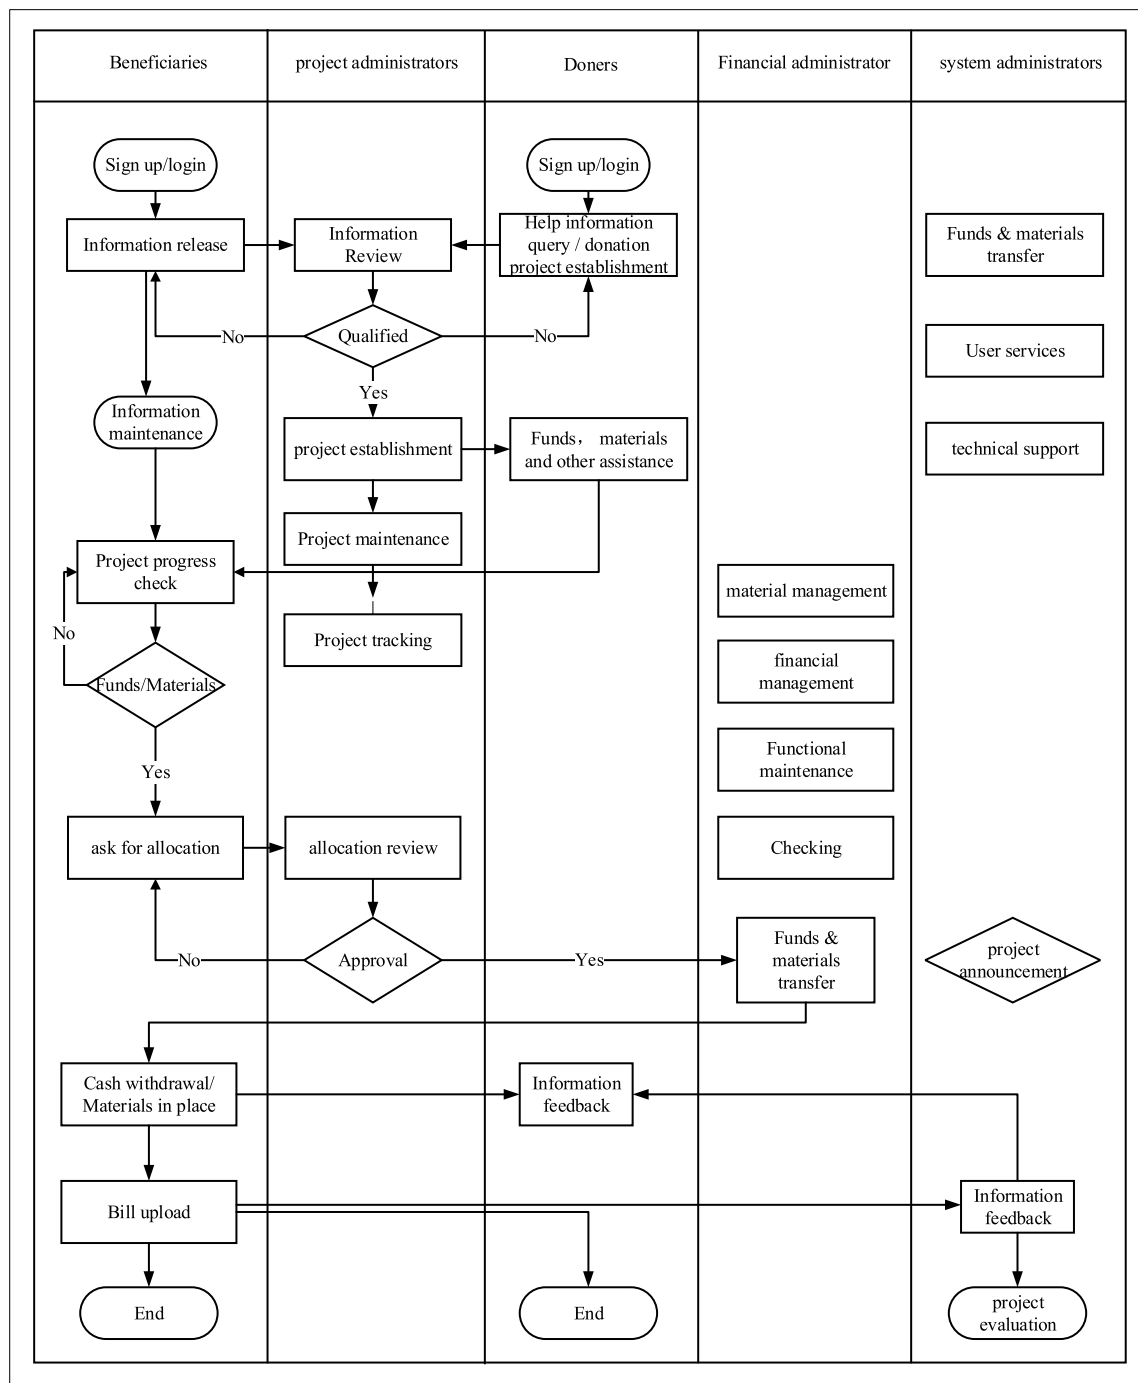 Beneficiaries
project administrators
Doners
Financial administrator
system administrators
Sign up/login
Sign up/login
Information release
Information
Review
Help information
query / donation
project establishment
Funds & materials
transfer
No
Qualified
No
User services
Yes
Information
maintenance
project establishment
Funds， materials
and other assistance
technical support
Project maintenance
Project progress
check
material management
No
Project tracking
financial
management
Funds/Materials
Functional
maintenance
Yes
ask for allocation
allocation review
Checking
No
Approval
Yes
Funds &
materials
transfer
project
announcement
Cash withdrawal/
Materials in place
Information
feedback
Bill upload
Information
feedback
End
End
project
evaluation